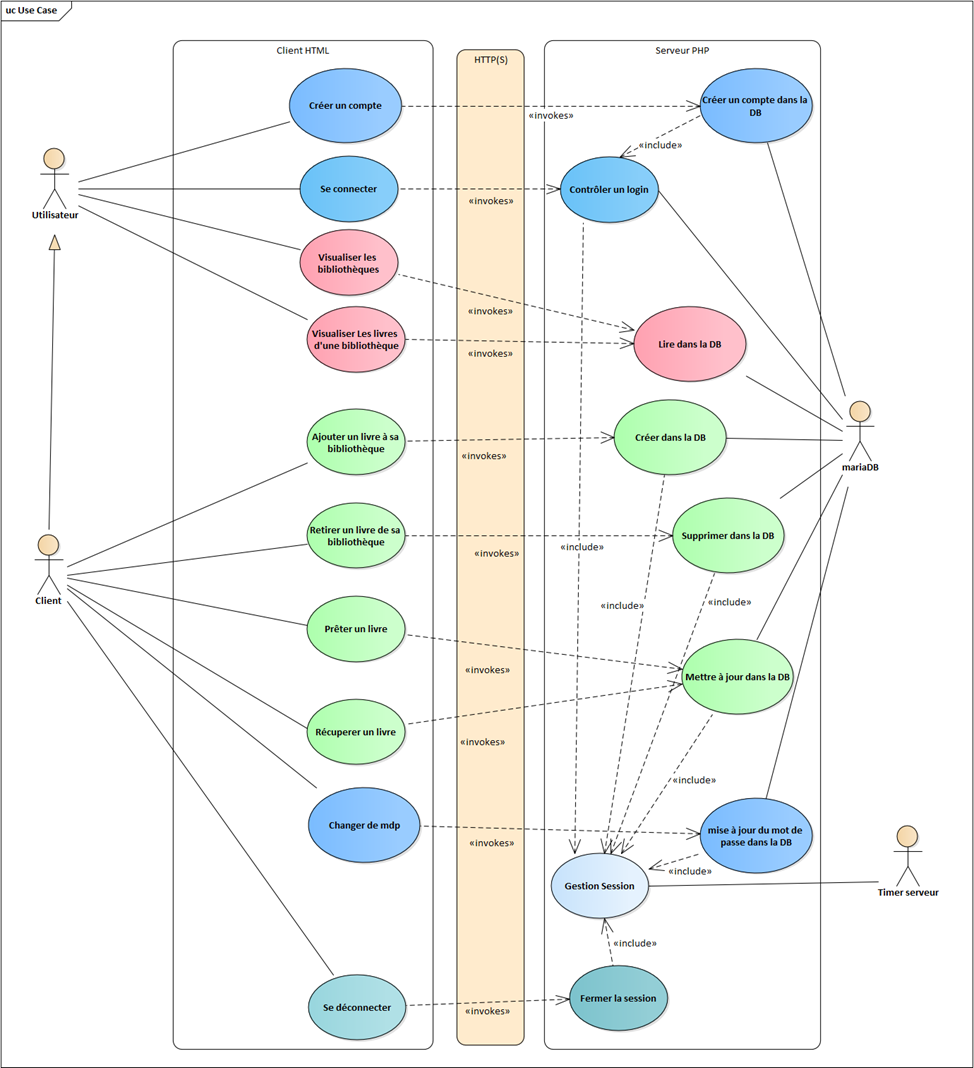 uc Use Case
Client HTML
HTTP(S)
Serveur PHP
Créer un compte
Créer un compte dans la
DB
«invokes»
«include»
Utilisateur
Se connecter
«invokes»
Contrôler un login
Visualiser les
bibliothèques
«invokes»
Visualiser Les livres
d'une bibliothèque
«invokes»
Lire dans la DB
Ajouter un livre à sa
bibliothèque
«invokes»
Créer dans la DB
mariaDB
Retirer un livre de sa
bibliothèque
«invokes»
«include»
Supprimer dans la DB
Client
«include»
«include»
Prêter un livre
«invokes»
Mettre à jour dans la DB
Récuperer un livre
«invokes»
«include»
Changer de mdp
«invokes»
mise à jour du mot de
passe dans la DB
«include»
Gestion Session
Timer serveur
«include»
Se déconnecter
«invokes»
Fermer la session